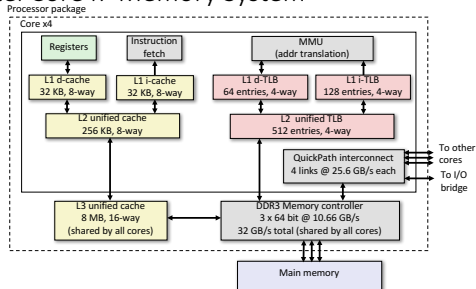 Processor package
Core x4
Registers
Instruction
fetch
MMU
(addr translation)
L1 d-cache
32 KB, 8-way
L1 i-cache
32 KB, 8-way
L1 d-TLB
64 entries, 4-way
L1 i-TLB
128 entries, 4-way
L2 unified cache
256 KB, 8-way
L2 unified TLB
512 entries, 4-way
QuickPath interconnect
4 links @ 25.6 GB/s each
To other
cores
To I/O
bridge
L3 unified cache
8 MB, 16-way
(shared by all cores)
DDR3 Memory controller
3 x 64 bit @ 10.66 GB/s
32 GB/s total (shared by all cores)
Main memory